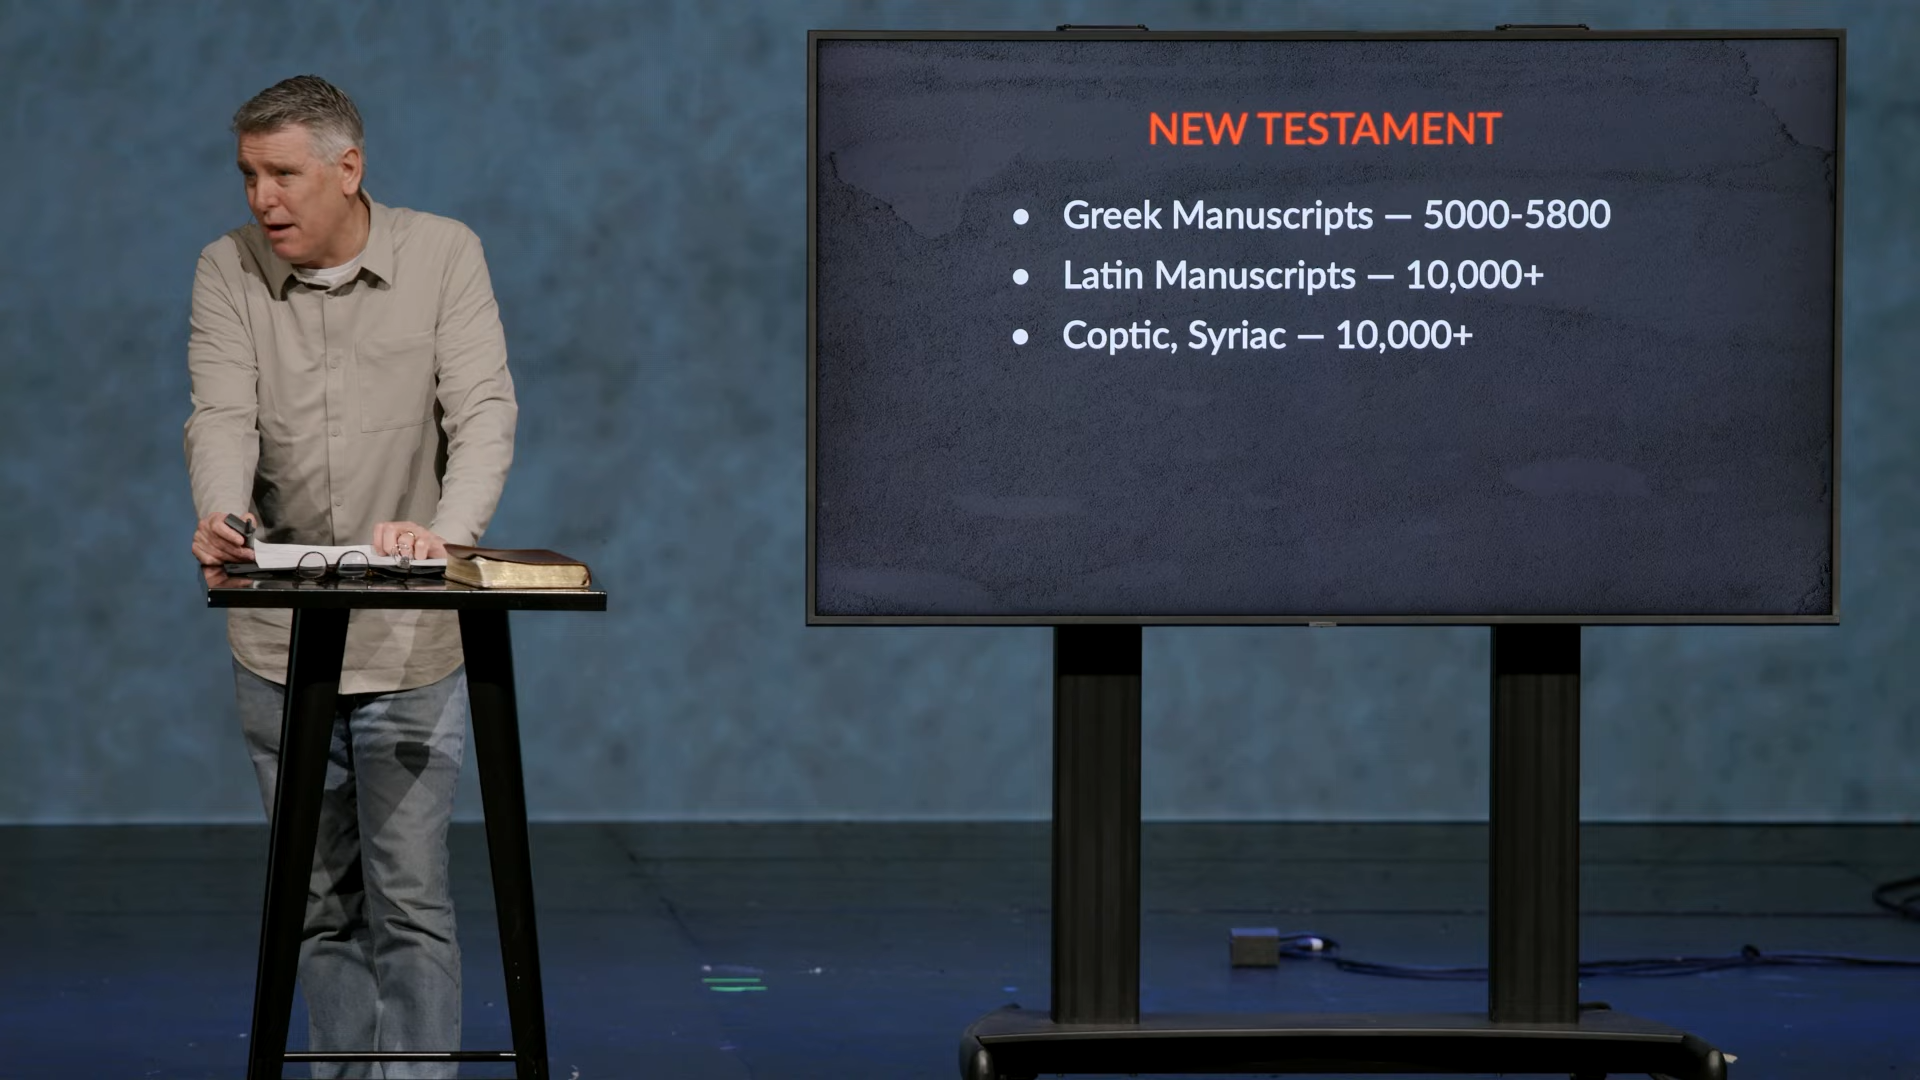 NEW TESTAMENT
• Greek Manuscripts — 5000-5800
• Latin Manuscripts — 10,000+
• Coptic, Syriac — 10,000+